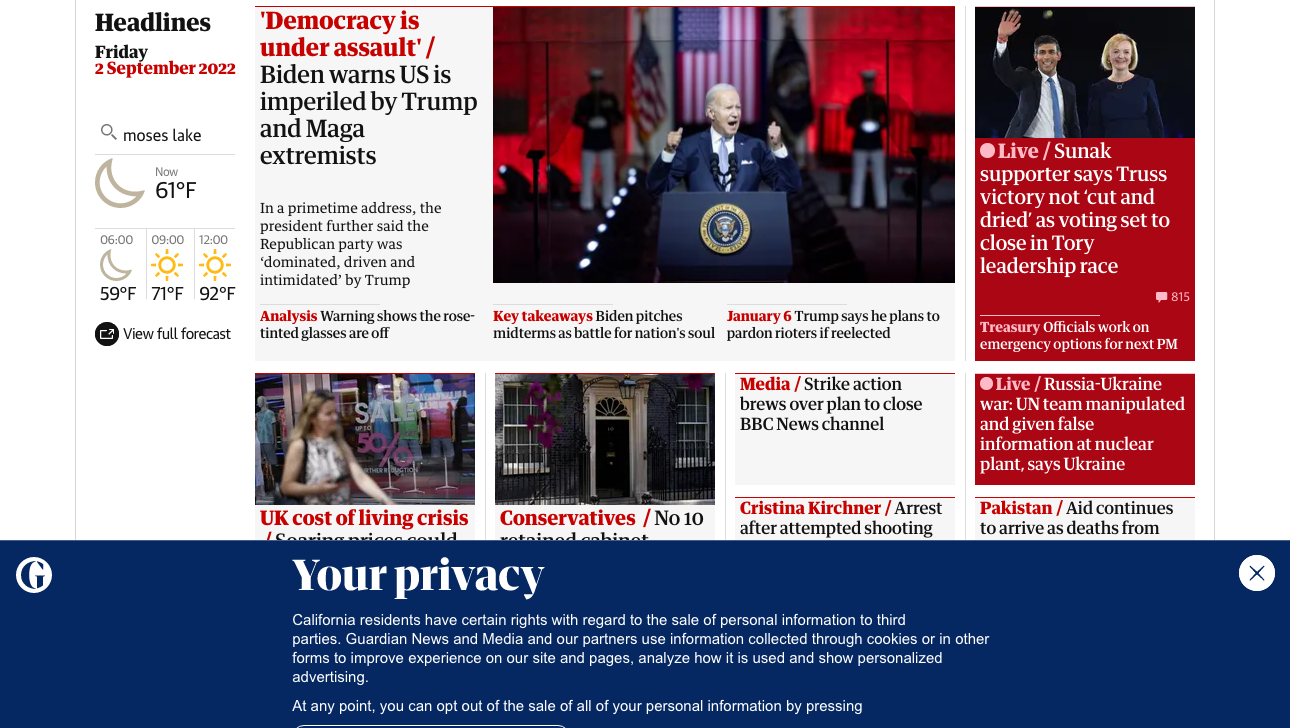 Headlines
Friday
2 September 2022
moses lake
Now
61°F
06:00
09:00
12:00
59°F
71°F
92°F
View full forecast
'Democracy is
under assault' /
Biden warns US is
imperiled by Trump
and Maga
extremists
In a primetime address, the
president further said the
Republican party was
‘dominated, driven and
intimidated’ by Trump
Analysis Warning shows the rose-
tinted glasses are off
Key takeaways Biden pitches
midterms as battle for nation's soul
January 6 Trump says he plans to
pardon rioters if reelected
Live / Sunak
supporter says Truss
victory not ‘cut and
dried’ as voting set to
close in Tory
leadership race
815
Treasury Officials work on
emergency options for next PM
SALE
UP TO
50%
FURTHER REDUCTION
UK cost of living crisis
/ Soaring prices could
10
Conservatives / No 10
retained cabinet
Media / Strike action
brews over plan to close
BBC News channel
Cristina Kirchner / Arrest
after attempted shooting
Live / Russia-Ukraine
war: UN team manipulated
and given false
information at nuclear
plant, says Ukraine
Pakistan / Aid continues
to arrive as deaths from
G
Your privacy
California residents have certain rights with regard to the sale of personal information to third
parties. Guardian News and Media and our partners use information collected through cookies or in other
forms to improve experience on our site and pages, analyze how it is used and show personalized
advertising.
At any point, you can opt out of the sale of all of your personal information by pressing